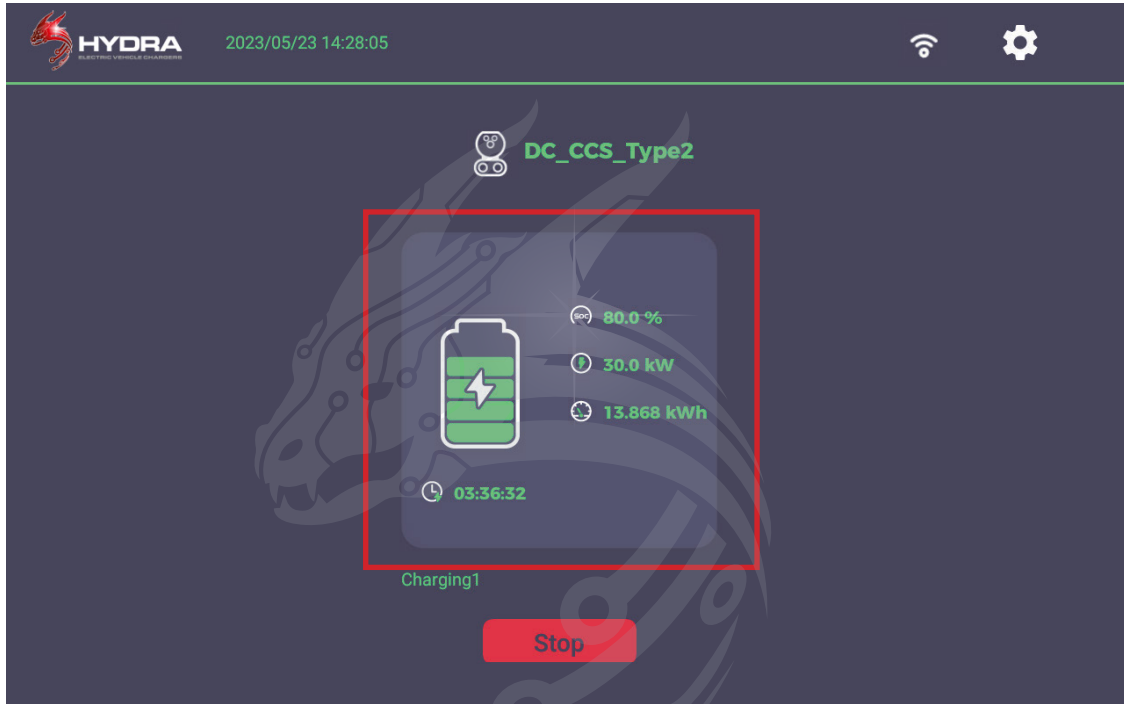 HYDRA
ELECTRIC VEHICLE CHARGERS
2023/05/23 14:28:05
DC_CCS_Type2
SOC 80.0 %
30.0 kW
13.868 kWh
03:36:32
Charging1
Stop